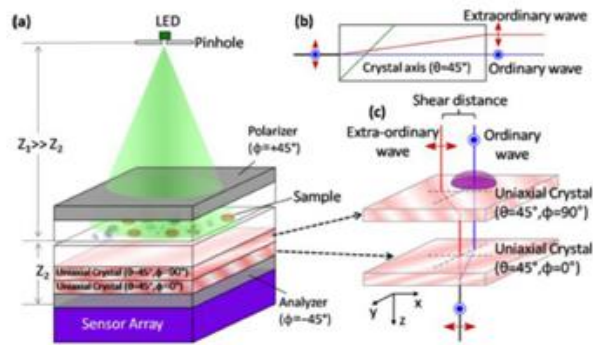 (a)
LED
Pinhole
Z₁>> Z₂
Polarizer
(ϕ=+45°)
Sample
Z₂
Uniaxial Crystal (θ=45°,ϕ=90°)
Uniaxial Crystal (θ=45°,ϕ=0°)
Analyzer
(ϕ=−45°)
Sensor Array
(b)
Extraordinary wave
Crystal axis (θ=45°)
Ordinary wave
(c)
Shear distance
Extra-ordinary
wave
Ordinary
wave
Uniaxial Crystal
(θ=45°,ϕ=90°)
Uniaxial Crystal
(θ=45°,ϕ=0°)
x
y
z